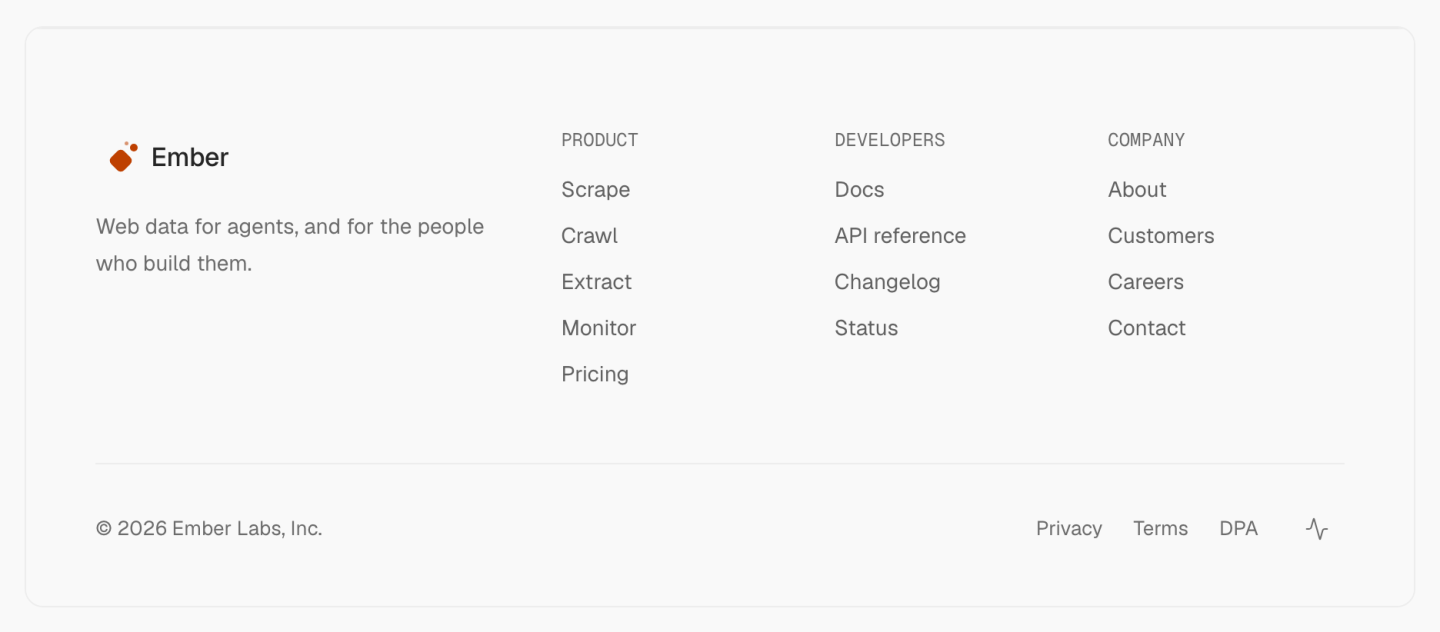 Ember
Web data for agents, and for the people
who build them.
PRODUCT
Scrape
Crawl
Extract
Monitor
Pricing
DEVELOPERS
Docs
API reference
Changelog
Status
COMPANY
About
Customers
Careers
Contact
© 2026 Ember Labs, Inc.
Privacy
Terms
DPA